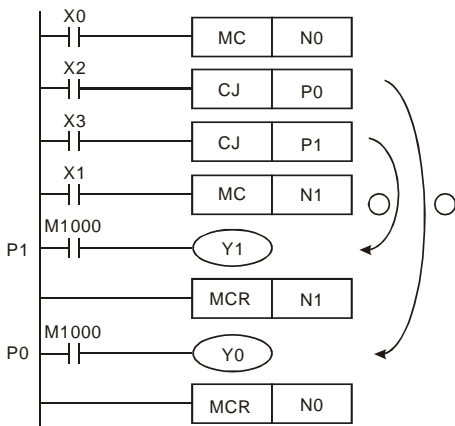 X0
MC N0
X2
CJ P0
X3
CJ P1
X1
MC N1
M1000
P1 Y1
MCR N1
M1000
P0 Y0
MCR N0